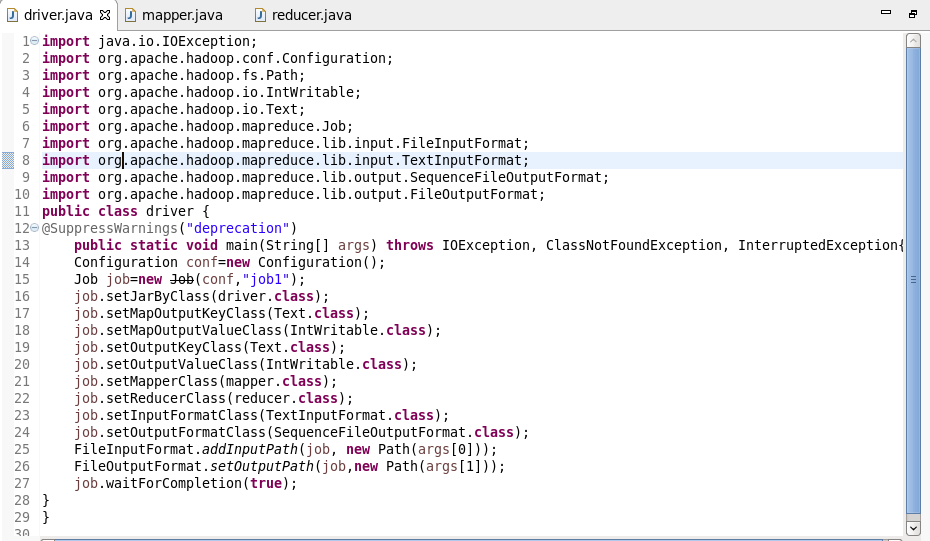 driver.java mapper.java reducer.java
1 import java.io.IOException;
2 import org.apache.hadoop.conf.Configuration;
3 import org.apache.hadoop.fs.Path;
4 import org.apache.hadoop.io.IntWritable;
5 import org.apache.hadoop.io.Text;
6 import org.apache.hadoop.mapreduce.Job;
7 import org.apache.hadoop.mapreduce.lib.input.FileInputFormat;
8 import org.apache.hadoop.mapreduce.lib.input.TextInputFormat;
9 import org.apache.hadoop.mapreduce.lib.output.SequenceFileOutputFormat;
10 import org.apache.hadoop.mapreduce.lib.output.FileOutputFormat;
11 public class driver {
12 @SuppressWarnings("deprecation")
13     public static void main(String[] args) throws IOException, ClassNotFoundException, InterruptedException{
14     Configuration conf=new Configuration();
15     Job job=new Job(conf,"job1");
16     job.setJarByClass(driver.class);
17     job.setMapOutputKeyClass(Text.class);
18     job.setMapOutputValueClass(IntWritable.class);
19     job.setOutputKeyClass(Text.class);
20     job.setOutputValueClass(IntWritable.class);
21     job.setMapperClass(mapper.class);
22     job.setReducerClass(reducer.class);
23     job.setInputFormatClass(TextInputFormat.class);
24     job.setOutputFormatClass(SequenceFileOutputFormat.class);
25     FileInputFormat.addInputPath(job, new Path(args[0]));
26     FileOutputFormat.setOutputPath(job,new Path(args[1]));
27     job.waitForCompletion(true);
28 }
29 }
30